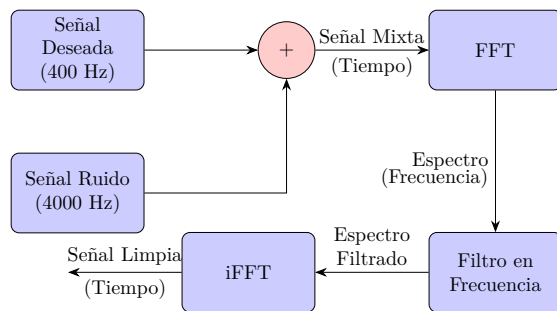 Señal
Deseada
(400 Hz)
+
Señal Mixta
(Tiempo)
FFT
Señal Ruido
(4000 Hz)
Espectro
(Frecuencia)
Filtro en
Frecuencia
Espectro
Filtrado
iFFT
Señal Limpia
(Tiempo)